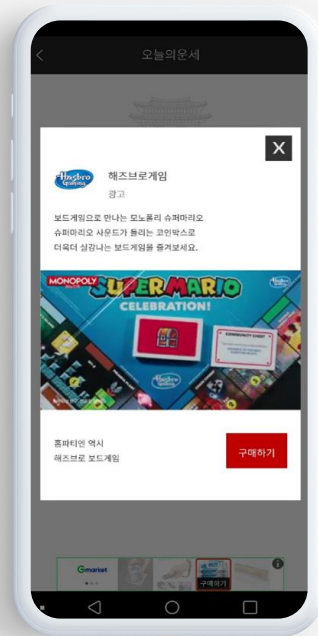 오늘의운세
X
Hasbro
Gaming
해즈브로게임
광고
보드게임으로 만나는 모노폴리 슈퍼마리오
슈퍼마리오 사운드가 들리는 코인박스로
더욱더 실감나는 보드게임을 즐겨보세요.
MONOPOLY
SUPER MARIO
CELEBRATION!
COMMUNITY CHEST
Hasbro
홈파티엔 역시
해즈브로 보드게임
구매하기
Gmarket
구매하기